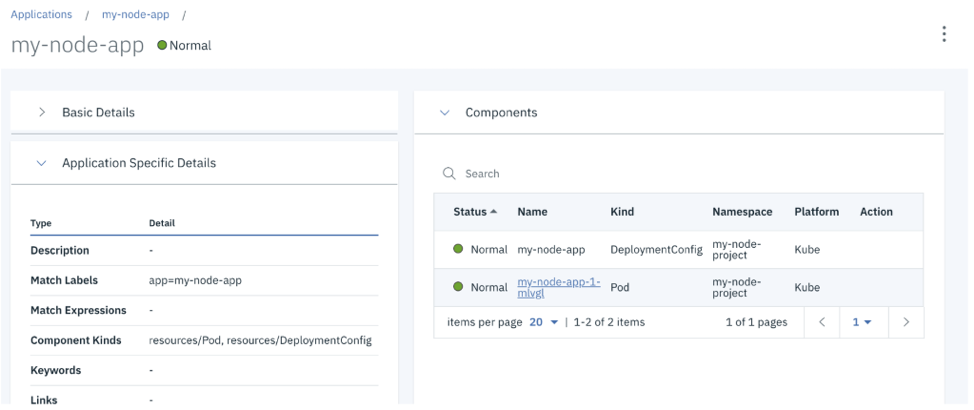 Applications / my-node-app /
my-node-app Normal
Basic Details
Application Specific Details
Type Detail
Description -
Match Labels app=my-node-app
Match Expressions -
Component Kinds resources/Pod, resources/DeploymentConfig
Keywords -
Links -
Components
Search
Status Name Kind Namespace Platform Action
Normal my-node-app DeploymentConfig my-node-
project Kube
Normal my-node-app-1-
mlvgl Pod my-node-
project Kube
items per page 20 | 1-2 of 2 items 1 of 1 pages 1